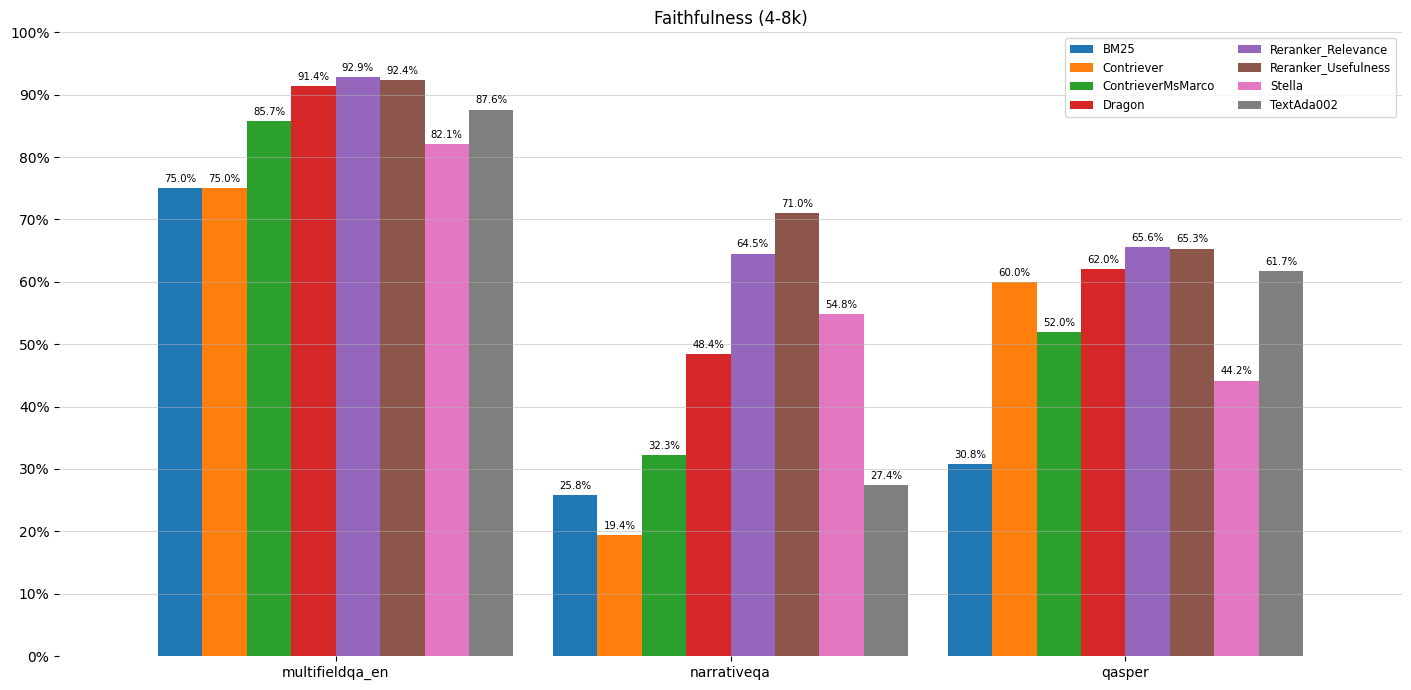 Faithfulness (4-8k)
100%
90%
80%
70%
60%
50%
40%
30%
20%
10%
0%
BM25
Contriever
ContrieverMsMarco
Dragon
Reranker_Relevance
Reranker_Usefulness
Stella
TextAda002
75.0%
75.0%
85.7%
91.4%
92.9%
92.4%
82.1%
87.6%
25.8%
19.4%
32.3%
48.4%
64.5%
71.0%
54.8%
27.4%
30.8%
60.0%
52.0%
62.0%
65.6%
65.3%
44.2%
61.7%
multifieldqa_en
narrativeqa
qasper